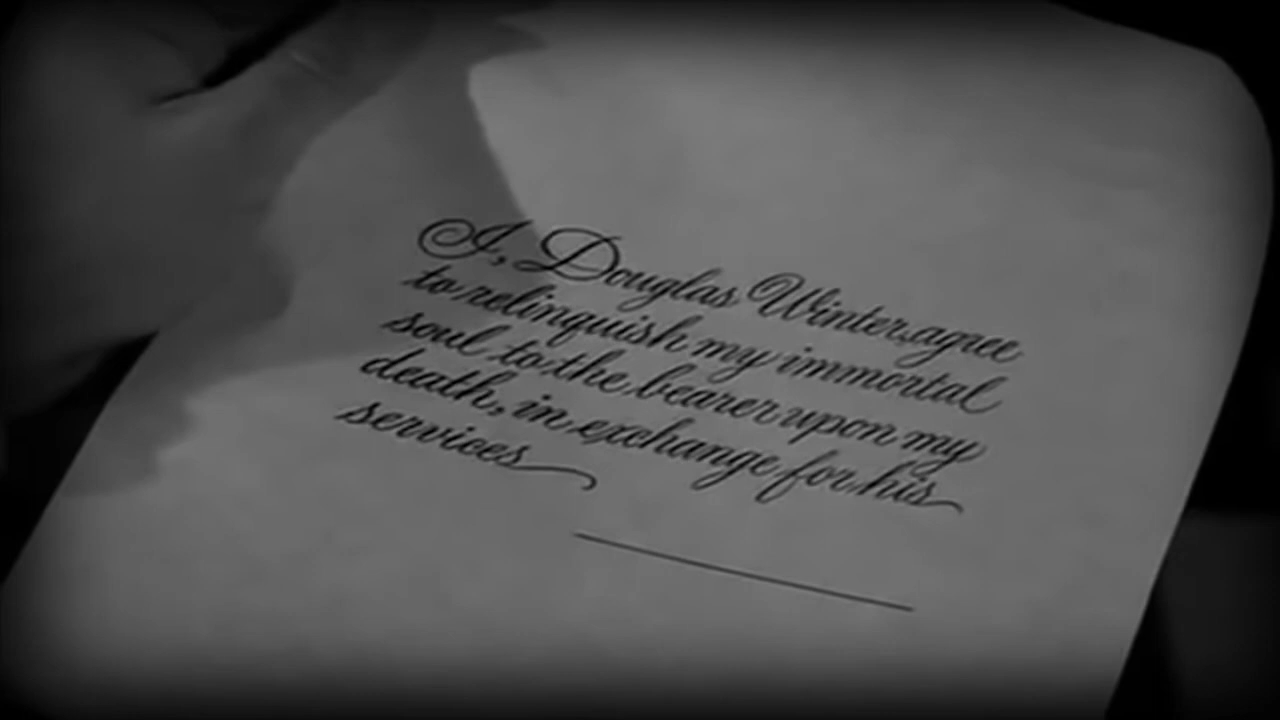 I, Douglas Winter, agree
to relinquish my immortal
soul to the bearer upon my
death, in exchange for his
services